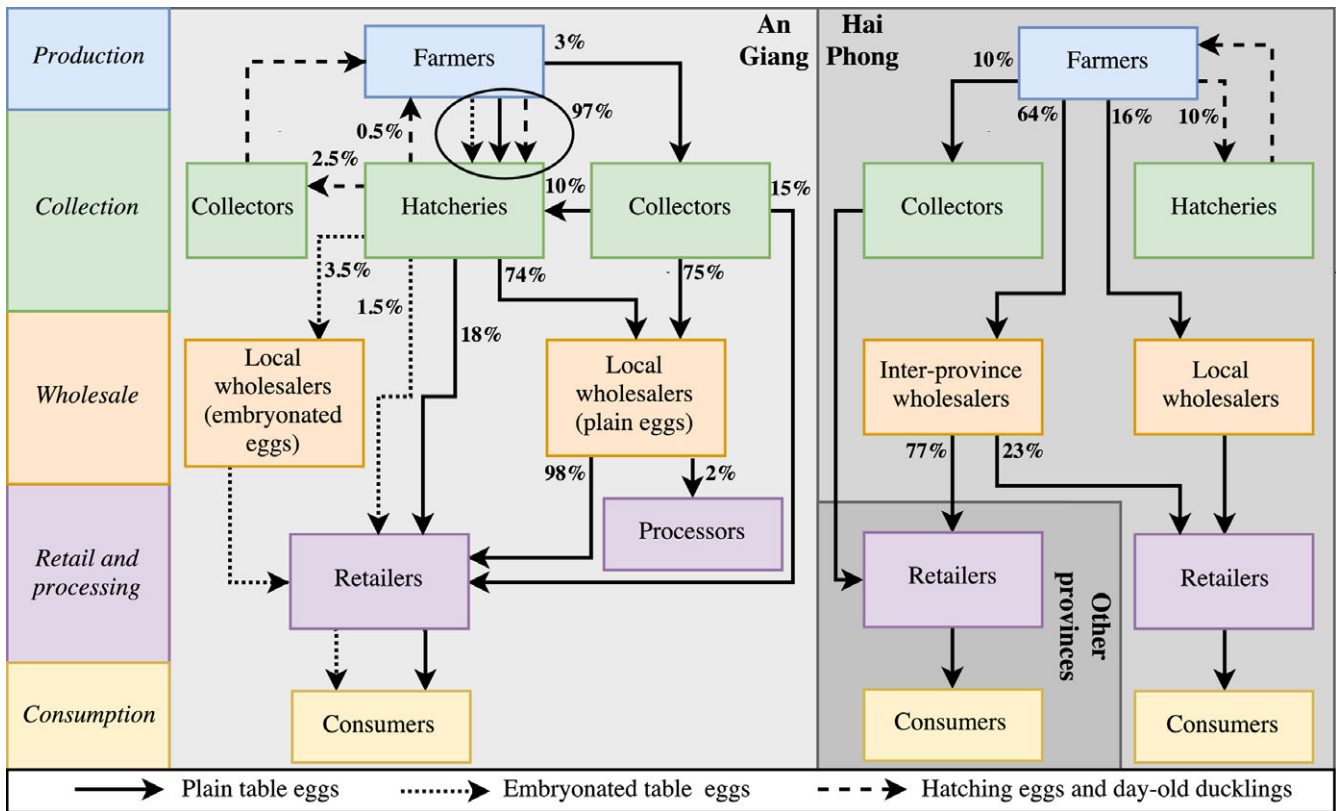 Production
Collection
Wholesale
Retail and
processing
Consumption
An
Giang
Farmers
3%
97%
0.5%
2.5%
Collectors
Hatcheries
10%
Collectors
15%
3.5%
1.5%
18%
74%
75%
Local
wholesalers
(embryonated
eggs)
Local
wholesalers
(plain eggs)
98%
2%
Processors
Retailers
Consumers
Hai
Phong
Farmers
10%
64%
16%
10%
Collectors
Hatcheries
Inter-province
wholesalers
Local
wholesalers
77%
23%
Retailers
Other
provinces
Retailers
Consumers
Consumers
Plain table eggs
Embryonated table eggs
Hatching eggs and day-old ducklings